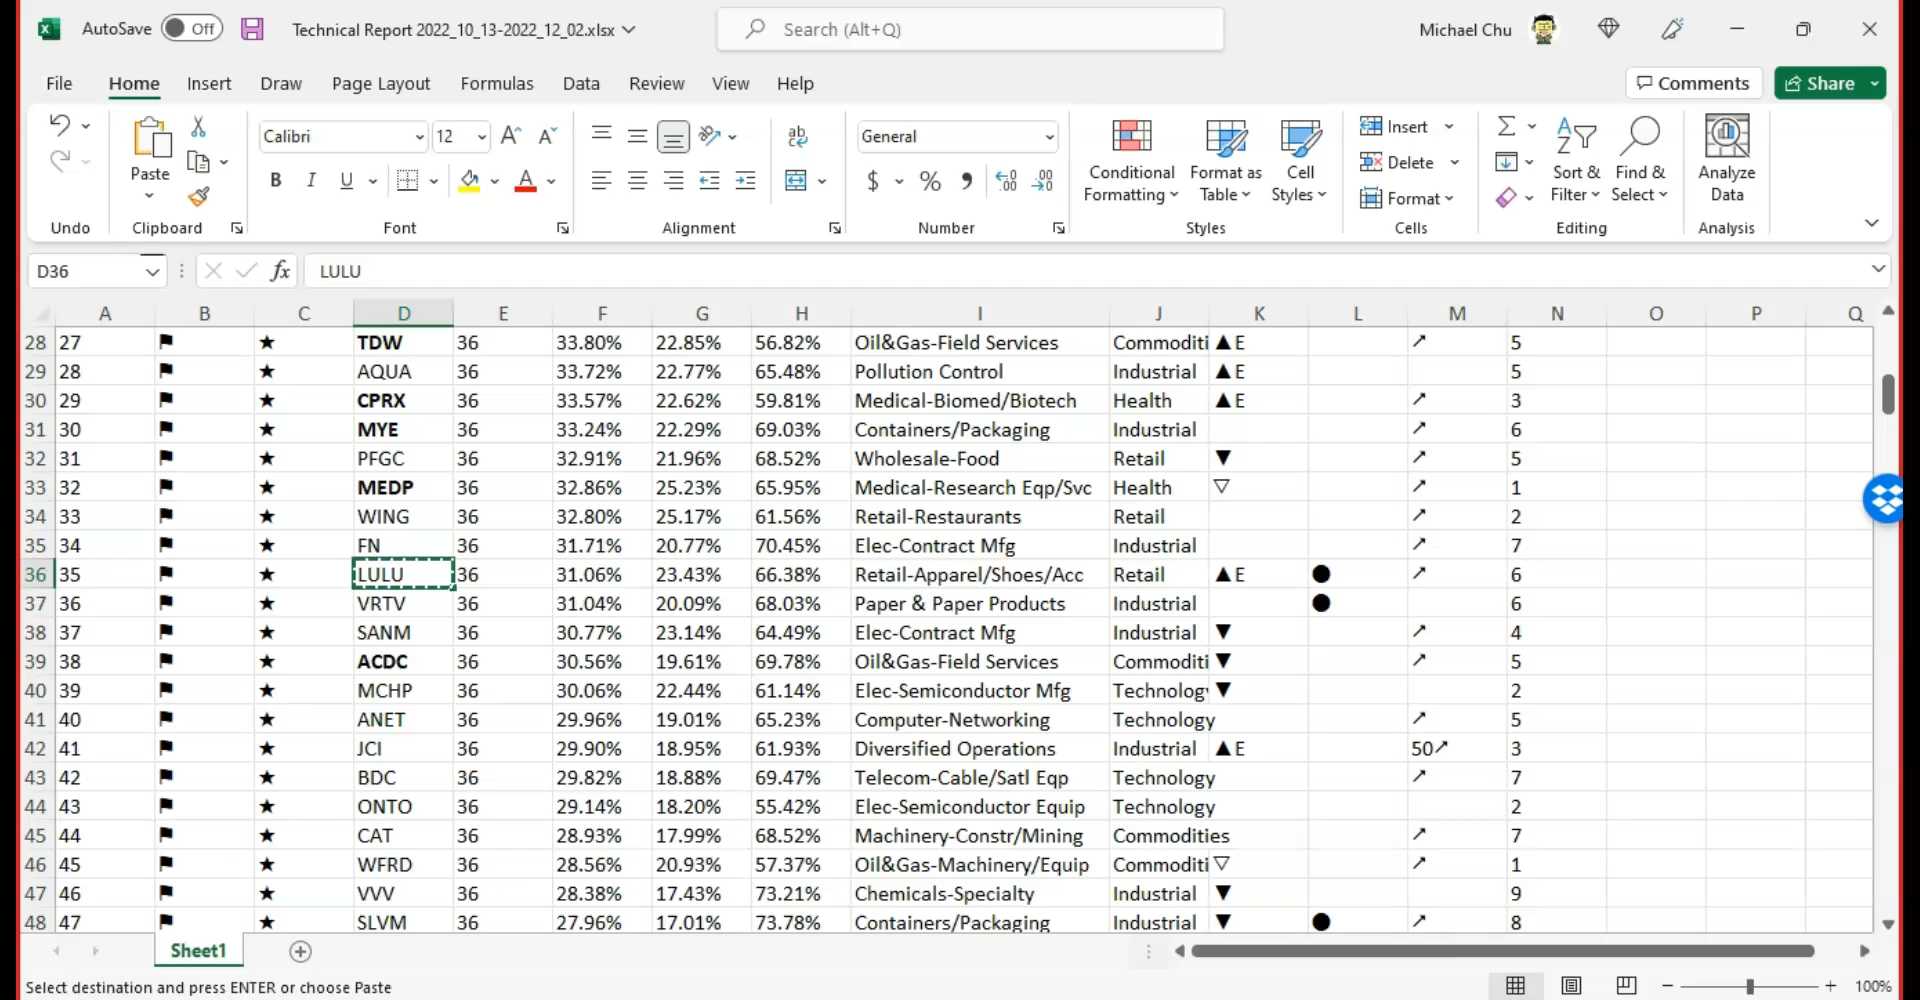 AutoSave Off Technical Report 2022_10_13-2022_12_02.xlsx Search (Alt+Q) Michael Chu
File Home Insert Draw Page Layout Formulas Data Review View Help Comments Share
Paste
Undo Clipboard
Calibri 12
B I U A
Font
ab
Alignment
General
$ % , .00 .00
Number
Conditional Formatting
Format as Table
Cell Styles
Styles
Insert
Delete
Format
Cells
Sort & Filter
Find & Select
Editing
Analyze Data
Analysis
D36 fx LULU
A B C D E F G H I J K L M N O P Q
28 27 ⚑ ★ TDW 36 33.80% 22.85% 56.82% Oil&Gas-Field Services Commoditi ▲E ↗ 5
29 28 ⚑ ★ AQUA 36 33.72% 22.77% 65.48% Pollution Control Industrial ▲E 5
30 29 ⚑ ★ CPRX 36 33.57% 22.62% 59.81% Medical-Biomed/Biotech Health ▲E ↗ 3
31 30 ⚑ ★ MYE 36 33.24% 22.29% 69.03% Containers/Packaging Industrial ↗ 6
32 31 ⚑ ★ PFGC 36 32.91% 21.96% 68.52% Wholesale-Food Retail ▼ ↗ 5
33 32 ⚑ ★ MEDP 36 32.86% 25.23% 65.95% Medical-Research Eqp/Svc Health ▽ ↗ 1
34 33 ⚑ ★ WING 36 32.80% 25.17% 61.56% Retail-Restaurants Retail ↗ 2
35 34 ⚑ ★ FN 36 31.71% 20.77% 70.45% Elec-Contract Mfg Industrial ↗ 7
36 35 ⚑ ★ LULU 36 31.06% 23.43% 66.38% Retail-Apparel/Shoes/Acc Retail ▲E ● ↗ 6
37 36 ⚑ ★ VRTV 36 31.04% 20.09% 68.03% Paper & Paper Products Industrial ● 6
38 37 ⚑ ★ SANM 36 30.77% 23.14% 64.49% Elec-Contract Mfg Industrial ▼ ↗ 4
39 38 ⚑ ★ ACDC 36 30.56% 19.61% 69.78% Oil&Gas-Field Services Commoditi ▼ ↗ 5
40 39 ⚑ ★ MCHP 36 30.06% 22.44% 61.14% Elec-Semiconductor Mfg Technology ▼ 2
41 40 ⚑ ★ ANET 36 29.96% 19.01% 65.23% Computer-Networking Technology ↗ 5
42 41 ⚑ ★ JCI 36 29.90% 18.95% 61.93% Diversified Operations Industrial ▲E 50↗ 3
43 42 ⚑ ★ BDC 36 29.82% 18.88% 69.47% Telecom-Cable/Satl Eqp Technology ↗ 7
44 43 ⚑ ★ ONTO 36 29.14% 18.20% 55.42% Elec-Semiconductor Equip Technology 2
45 44 ⚑ ★ CAT 36 28.93% 17.99% 68.52% Machinery-Constr/Mining Commodities ↗ 7
46 45 ⚑ ★ WFRD 36 28.56% 20.93% 57.37% Oil&Gas-Machinery/Equip Commoditi ▽ ↗ 1
47 46 ⚑ ★ VVV 36 28.38% 17.43% 73.21% Chemicals-Specialty Industrial ▼ 9
48 47 ⚑ ★ SLVM 36 27.96% 17.01% 73.78% Containers/Packaging Industrial ▼ ● ↗ 8
Sheet1
Select destination and press ENTER or choose Paste 100%